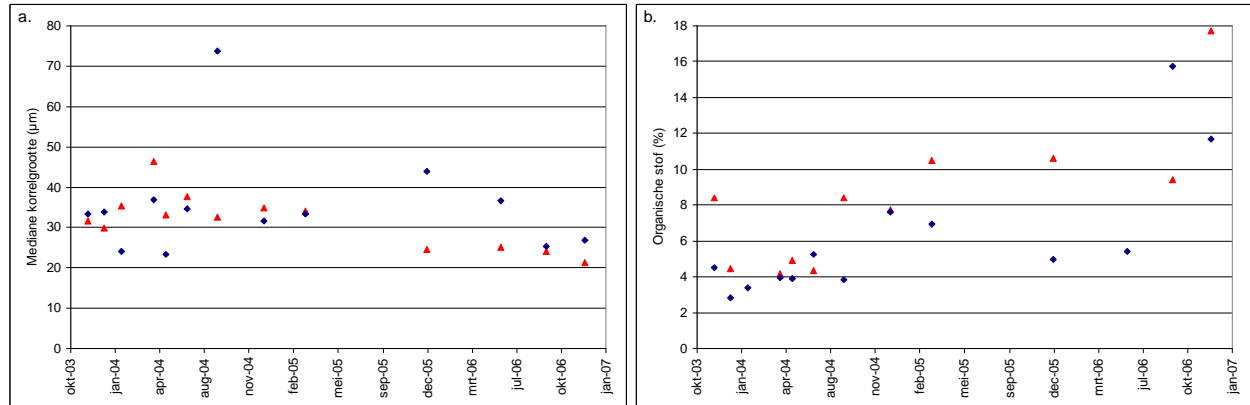 a.
Mediane korrelgrootte (µm)
80
70
60
50
40
30
20
10
0
okt-03
jan-04
apr-04
aug-04
nov-04
feb-05
mei-05
sep-05
dec-05
mrt-06
jul-06
okt-06
jan-07
b.
Organische stof (%)
18
16
14
12
10
8
6
4
2
0
okt-03
jan-04
apr-04
aug-04
nov-04
feb-05
mei-05
sep-05
dec-05
mrt-06
jul-06
okt-06
jan-07